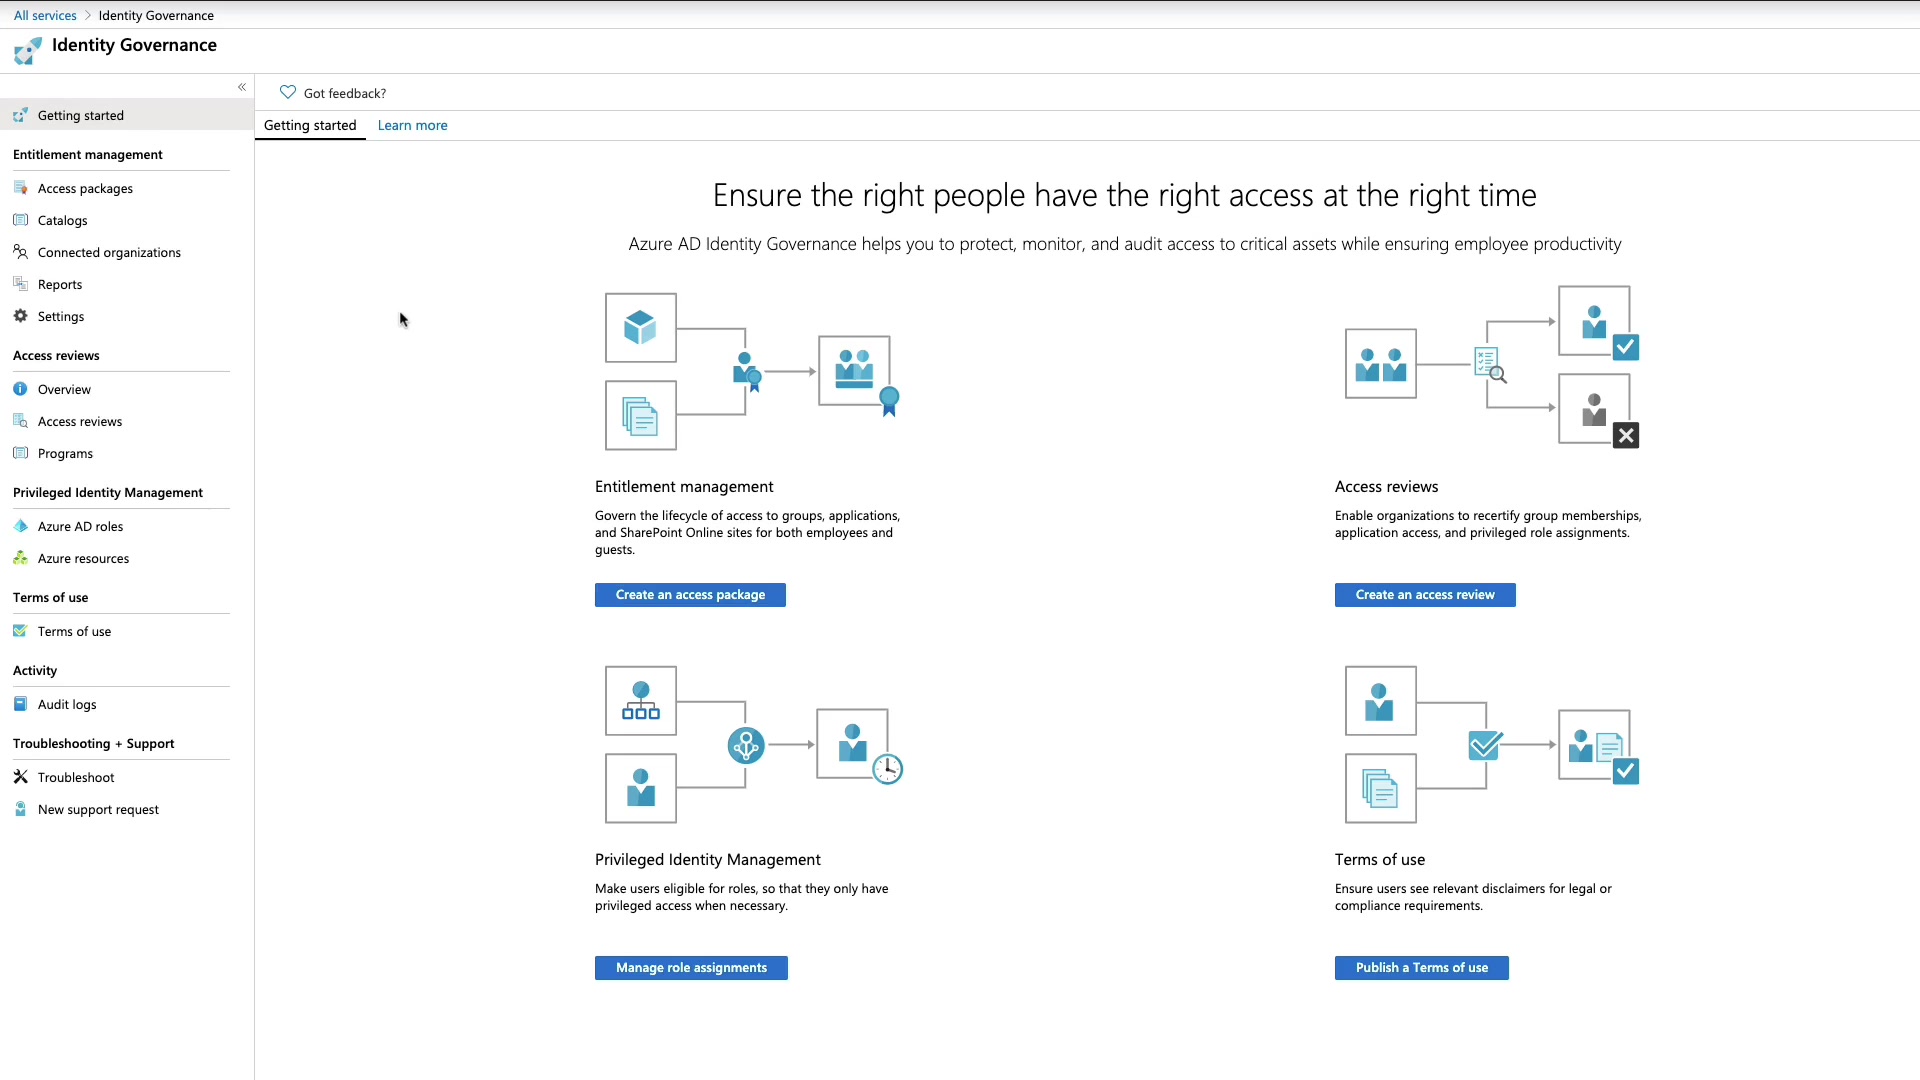 All services > Identity Governance
Identity Governance
Got feedback?
Getting started
Learn more
Getting started
Entitlement management
Access packages
Catalogs
Connected organizations
Reports
Settings
Access reviews
Overview
Access reviews
Programs
Privileged Identity Management
Azure AD roles
Azure resources
Terms of use
Terms of use
Activity
Audit logs
Troubleshooting + Support
Troubleshoot
New support request
Ensure the right people have the right access at the right time
Azure AD Identity Governance helps you to protect, monitor, and audit access to critical assets while ensuring employee productivity
Entitlement management
Govern the lifecycle of access to groups, applications,
and SharePoint Online sites for both employees and
guests.
Create an access package
Access reviews
Enable organizations to recertify group memberships,
application access, and privileged role assignments.
Create an access review
Privileged Identity Management
Make users eligible for roles, so that they only have
privileged access when necessary.
Manage role assignments
Terms of use
Ensure users see relevant disclaimers for legal or
compliance requirements.
Publish a Terms of use